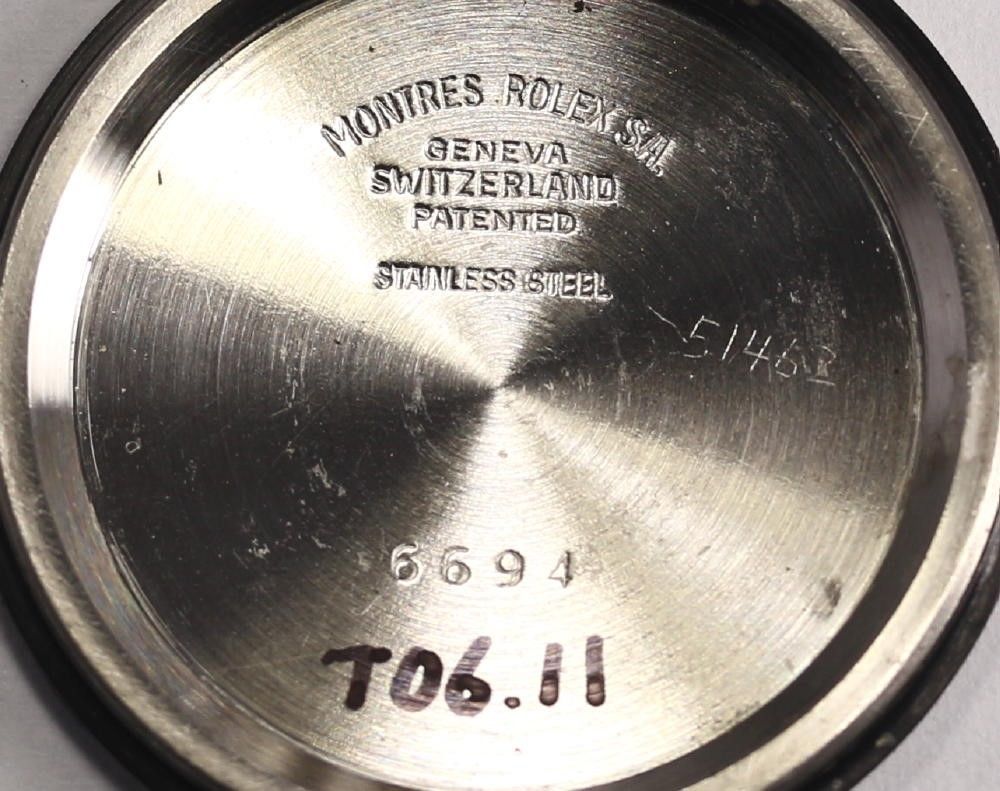 MONTRES ROLEX S.A.
GENEVA
SWITZERLAND
PATENTED
STAINLESS STEEL
6694
T06.11